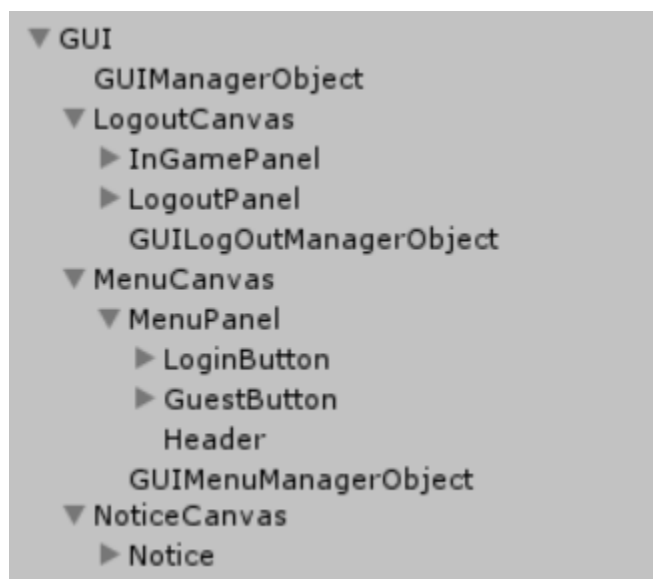 GUI
GUIManagerObject
LogoutCanvas
InGamePanel
LogoutPanel
GUILogOutManagerObject
MenuCanvas
MenuPanel
LoginButton
GuestButton
Header
GUIMenuManagerObject
NoticeCanvas
Notice